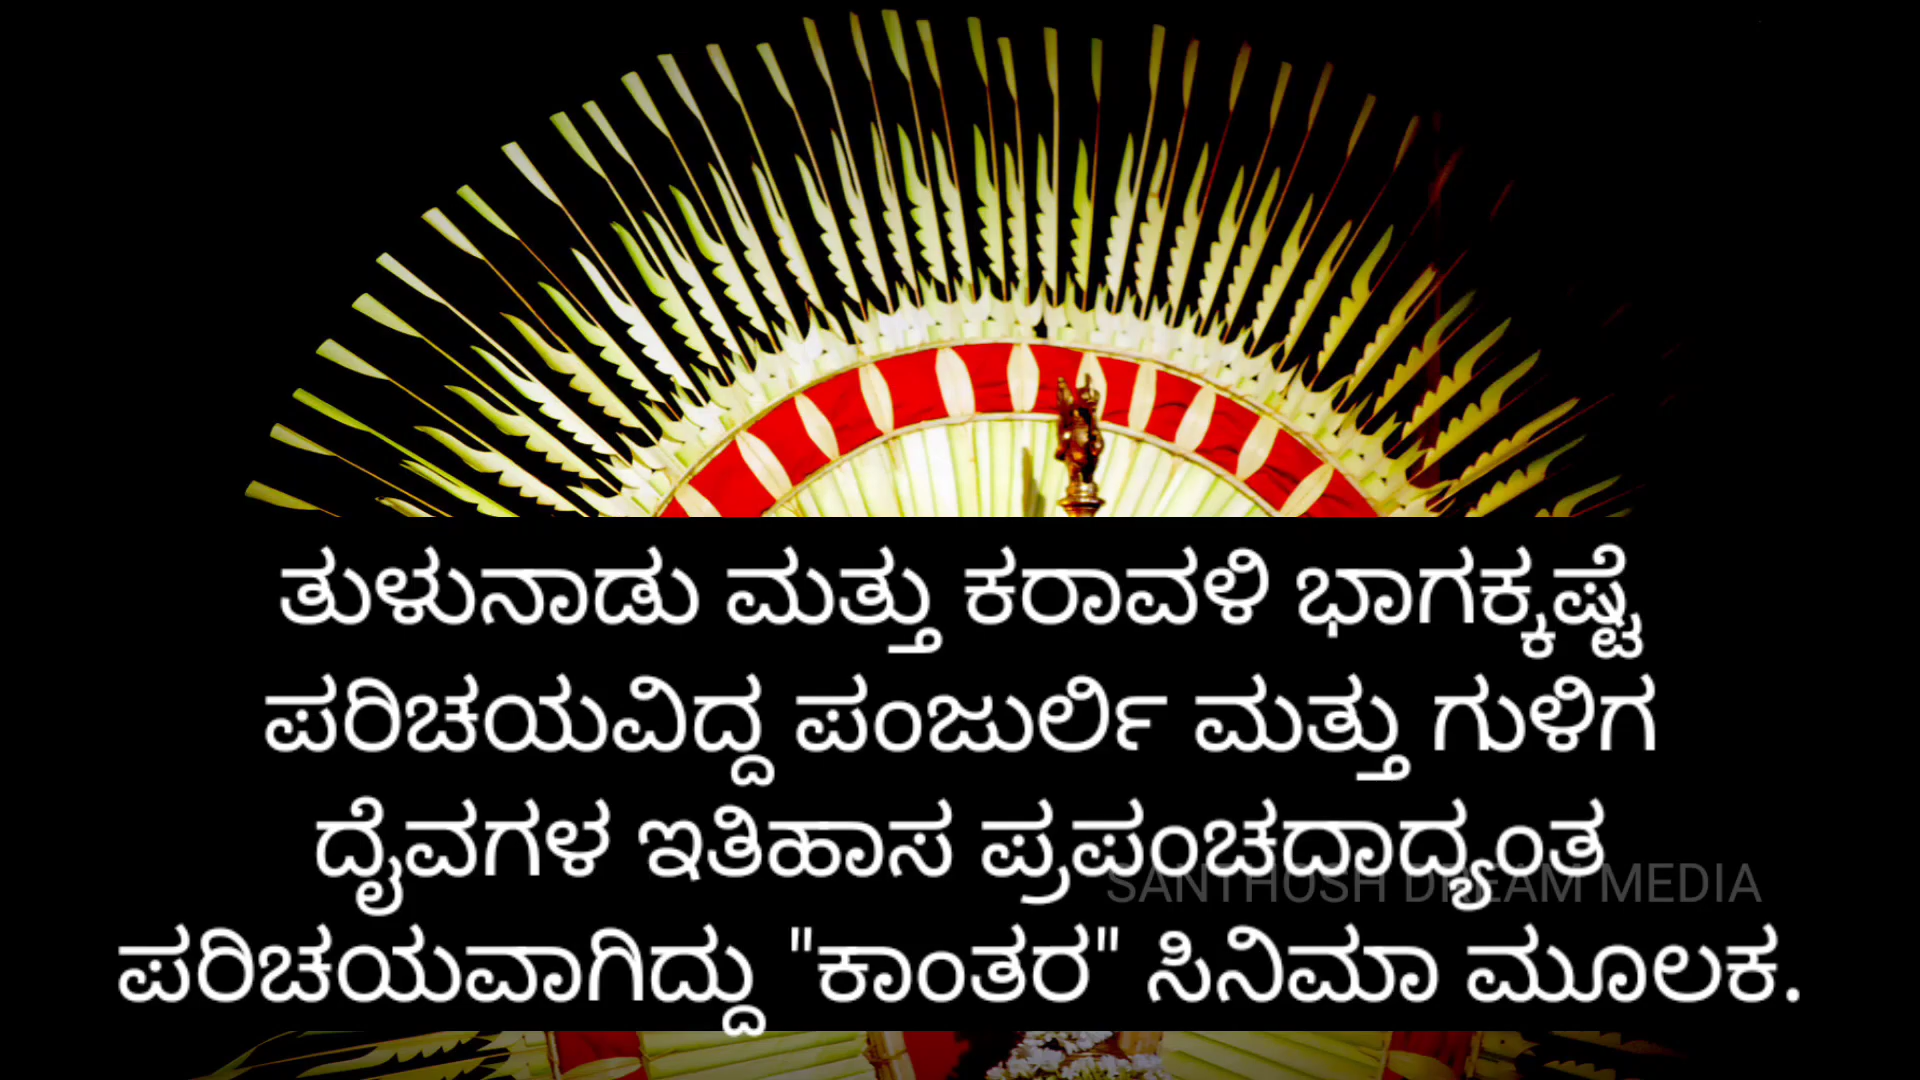 ತುಳುನಾಡು ಮತ್ತು ಕರಾವಳಿ ಭಾಗಕ್ಕಷ್ಟೆ
ಪರಿಚಯವಿದ್ದ ಪಂಜುರ್ಲಿ ಮತ್ತು ಗುಳಿಗ
ದೈವಗಳ ಇತಿಹಾಸ ಪ್ರಪಂಚದಾದ್ಯಂತ
SANTHOSH DREAM MEDIA
ಪರಿಚಯವಾಗಿದ್ದು "ಕಾಂತರ" ಸಿನಿಮಾ ಮೂಲಕ.